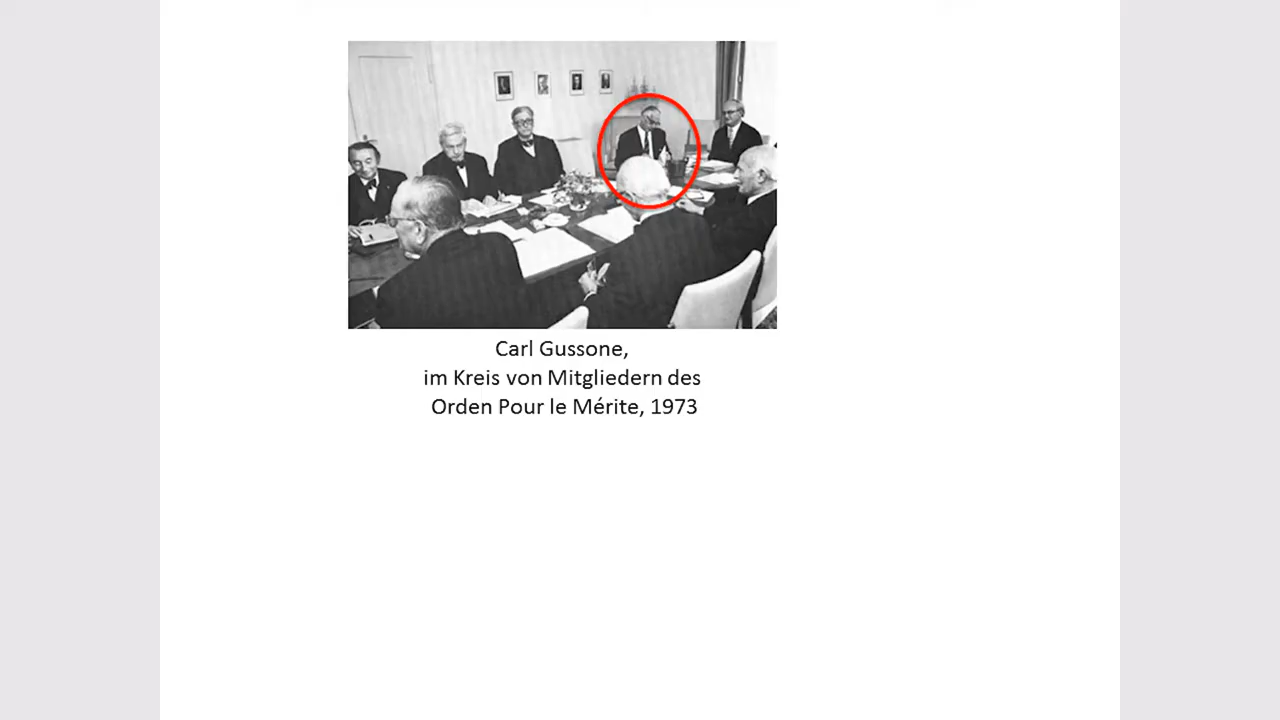 Carl Gussone,
im Kreis von Mitgliedern des
Orden Pour le Mérite, 1973